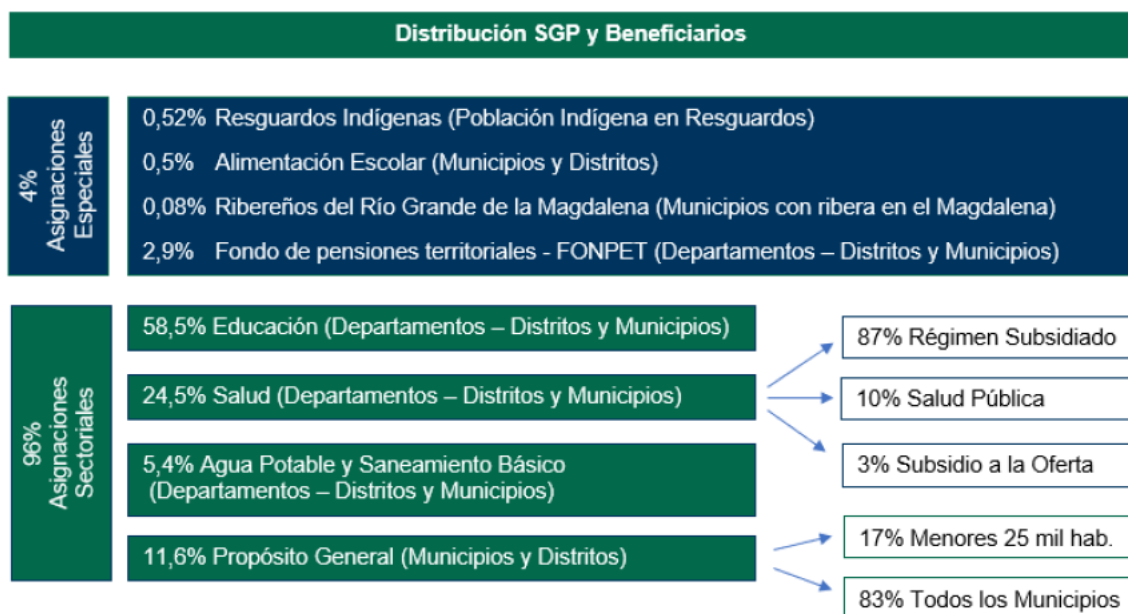 Distribución SGP y Beneficiarios
4%
Asignaciones
Especiales
0,52% Resguardos Indígenas (Población Indígena en Resguardos)
0,5% Alimentación Escolar (Municipios y Distritos)
0,08% Ribereños del Río Grande de la Magdalena (Municipios con ribera en el Magdalena)
2,9% Fondo de pensiones territoriales - FONPET (Departamentos – Distritos y Municipios)
96%
Asignaciones
Sectoriales
58,5% Educación (Departamentos – Distritos y Municipios)
24,5% Salud (Departamentos – Distritos y Municipios)
87% Régimen Subsidiado
10% Salud Pública
3% Subsidio a la Oferta
5,4% Agua Potable y Saneamiento Básico
(Departamentos – Distritos y Municipios)
11,6% Propósito General (Municipios y Distritos)
17% Menores 25 mil hab.
83% Todos los Municipios